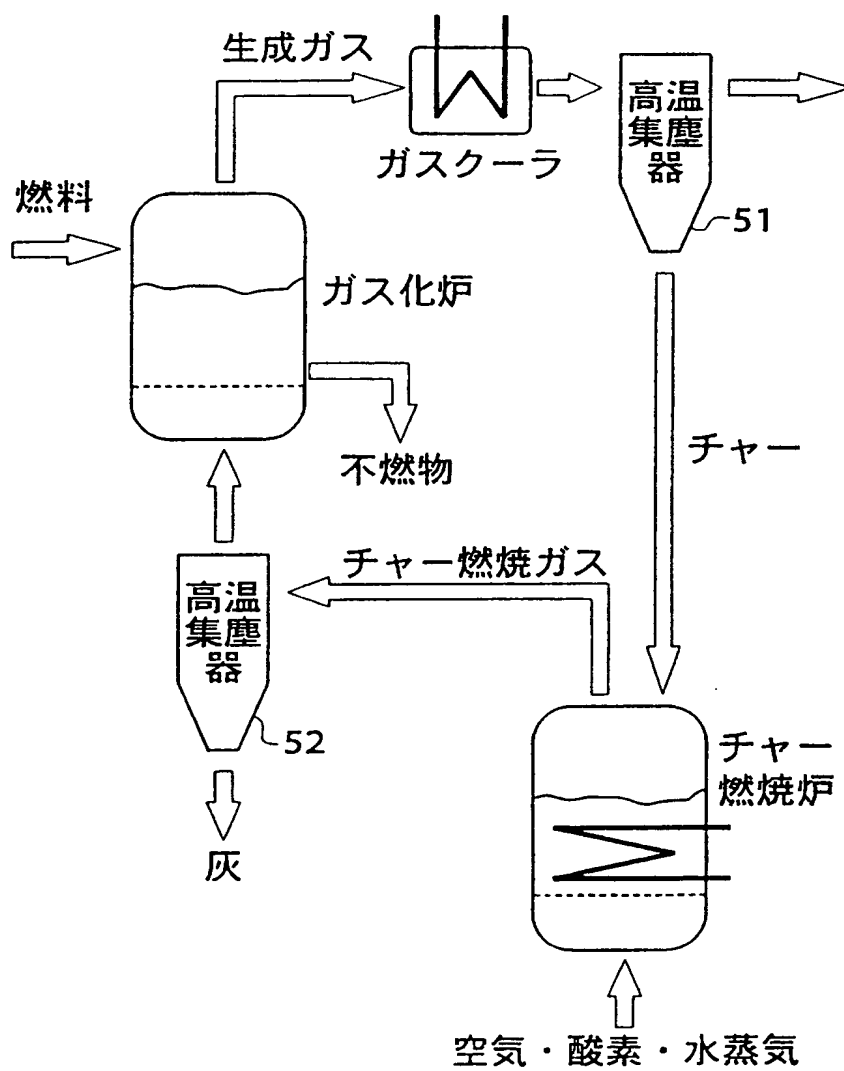 生成ガス
高温
集塵
器
ガスクーラ
燃料
51
ガス化炉
チャー
不燃物
チャー燃焼ガス
高温
集塵
器
52
チャー
燃焼炉
灰
空気・酸素・水蒸気